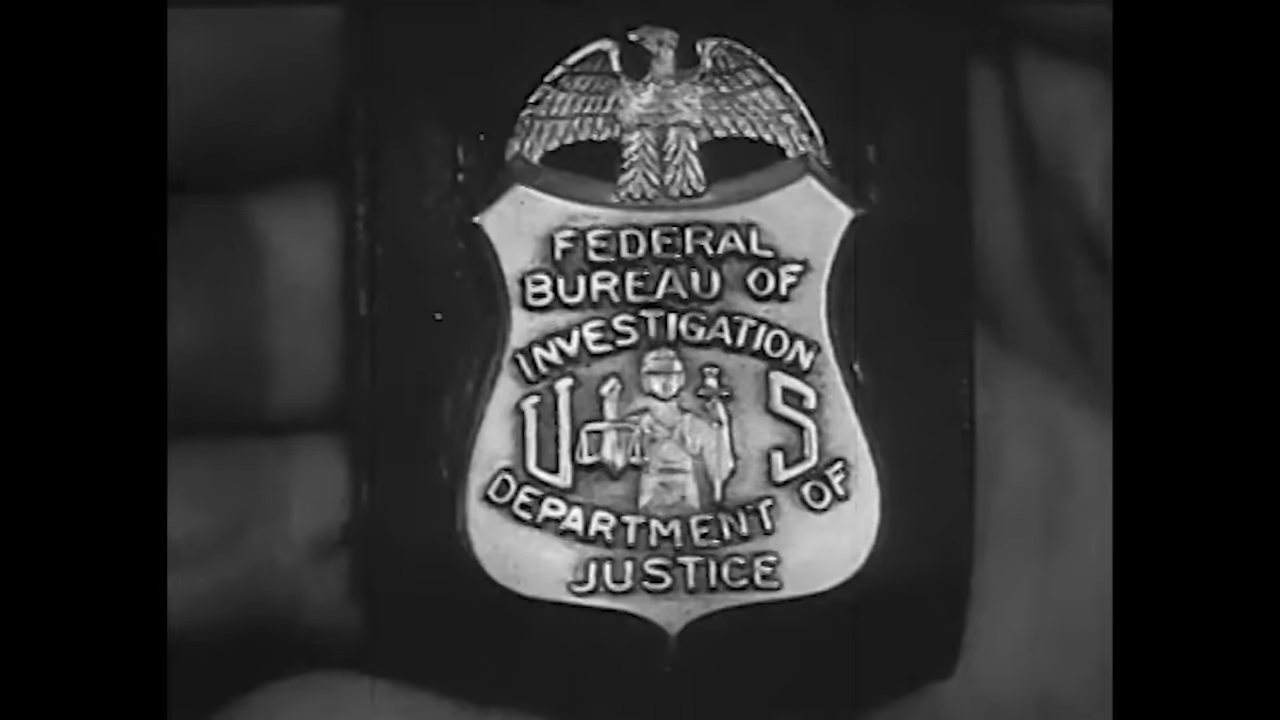 FEDERAL
BUREAU OF
INVESTIGATION
U S
DEPARTMENT OF
JUSTICE